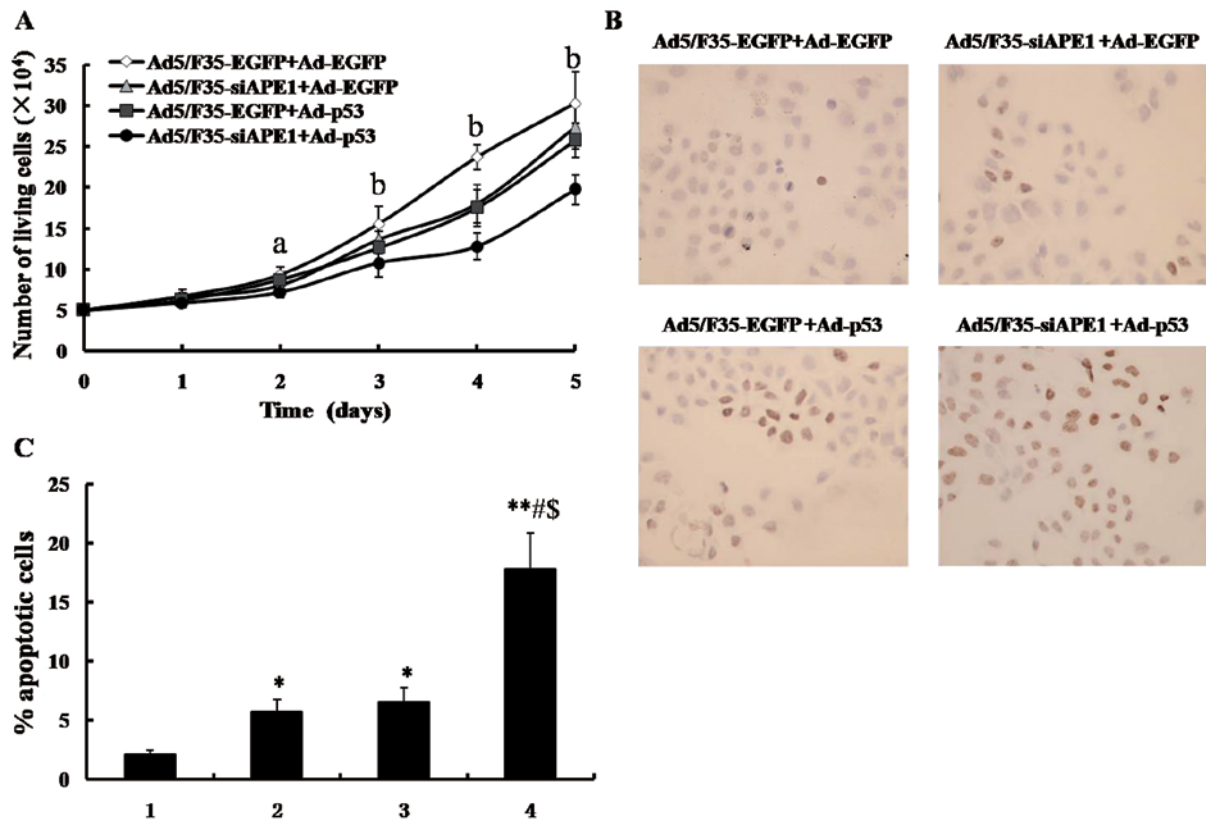 A
Number of living cells (×10⁴)
35
30
25
20
15
10
5
0
Ad5/F35-EGFP+Ad-EGFP
Ad5/F35-siAPE1+Ad-EGFP
Ad5/F35-EGFP+Ad-p53
Ad5/F35-siAPE1+Ad-p53
a
b
b
b
0 1 2 3 4 5
Time (days)
B
Ad5/F35-EGFP+Ad-EGFP
Ad5/F35-siAPE1+Ad-EGFP
Ad5/F35-EGFP+Ad-p53
Ad5/F35-siAPE1+Ad-p53
C
% apoptotic cells
25
20
15
10
5
0
*
*
**#$
1 2 3 4